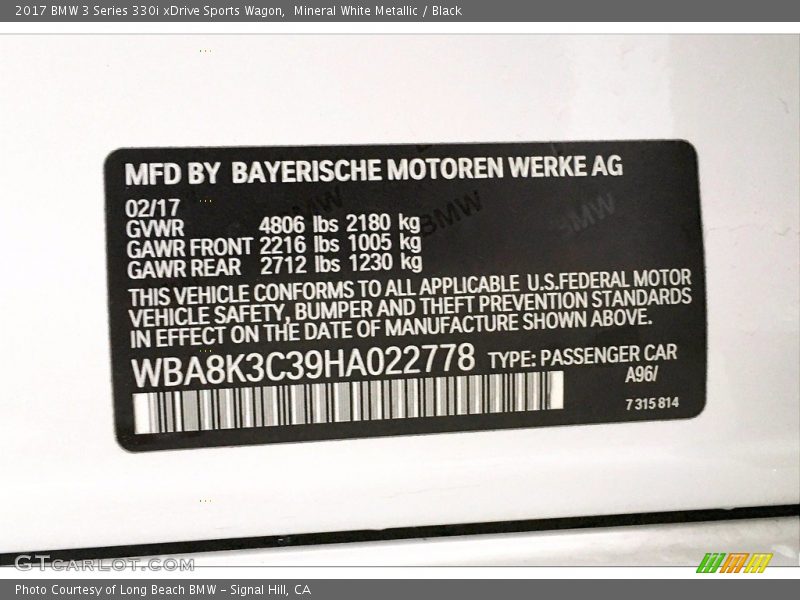 2017 BMW 3 Series 330i xDrive Sports Wagon, Mineral White Metallic / Black
MFD BY BAYERISCHE MOTOREN WERKE AG
02/17
GVWR 4806 lbs 2180 kg
GAWR FRONT 2216 lbs 1005 kg
GAWR REAR 2712 lbs 1230 kg
THIS VEHICLE CONFORMS TO ALL APPLICABLE U.S.FEDERAL MOTOR
VEHICLE SAFETY, BUMPER AND THEFT PREVENTION STANDARDS
IN EFFECT ON THE DATE OF MANUFACTURE SHOWN ABOVE.
WBA8K3C39HA022778 TYPE: PASSENGER CAR
A96/
7 315 814
GTCARLOT.COM
Photo Courtesy of Long Beach BMW - Signal Hill, CA